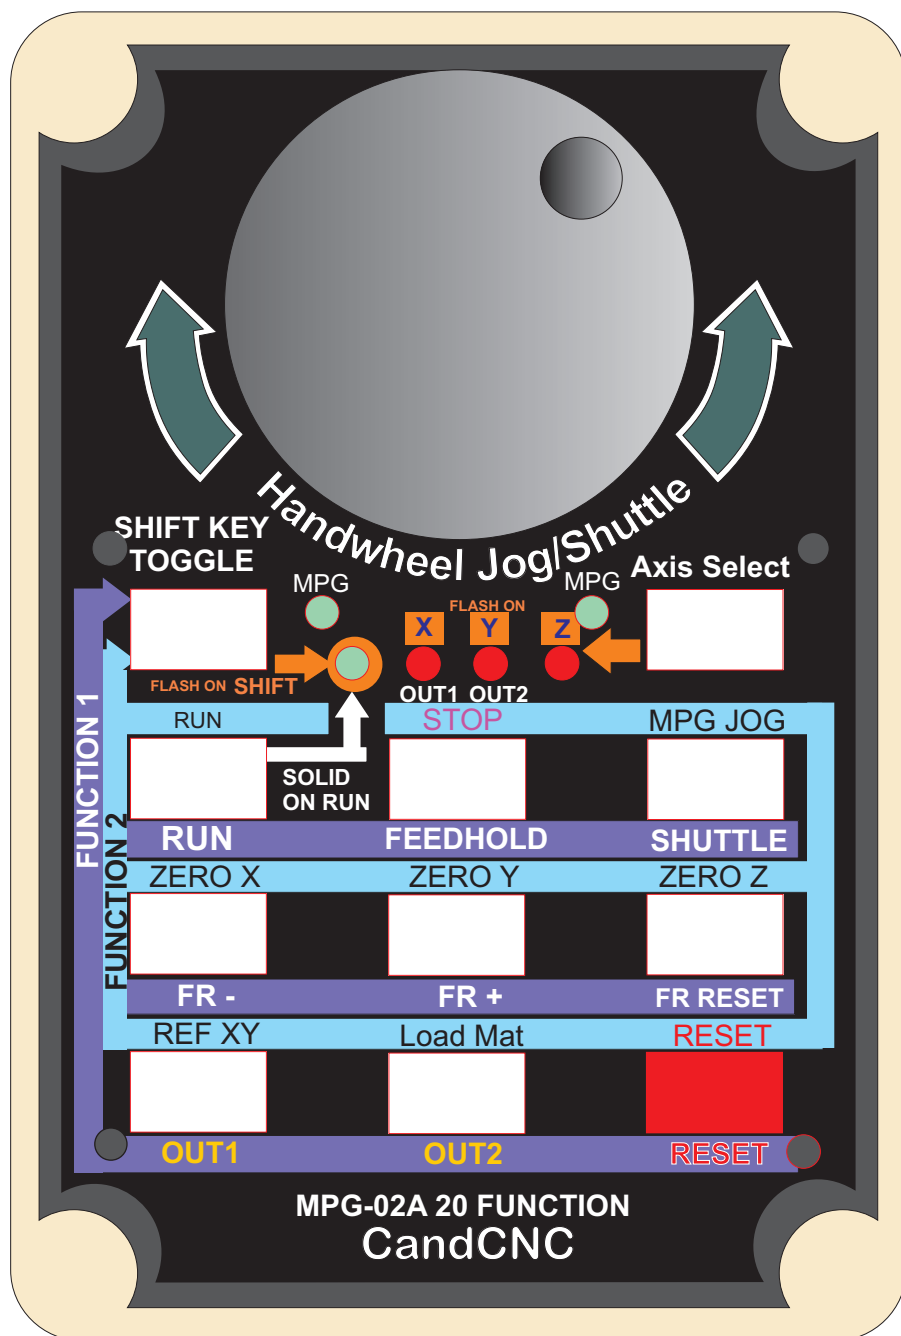 Handwheel Jog/Shuttle
SHIFT KEY
TOGGLE
Axis Select
MPG
MPG
FLASH ON
X
Y
Z
FLASH ON SHIFT
OUT1
OUT2
FUNCTION 1
FUNCTION 2
RUN
STOP
MPG JOG
SOLID
ON RUN
RUN
FEEDHOLD
SHUTTLE
ZERO X
ZERO Y
ZERO Z
FR -
FR +
FR RESET
REF XY
Load Mat
RESET
OUT1
OUT2
RESET
MPG-02A 20 FUNCTION
CandCNC